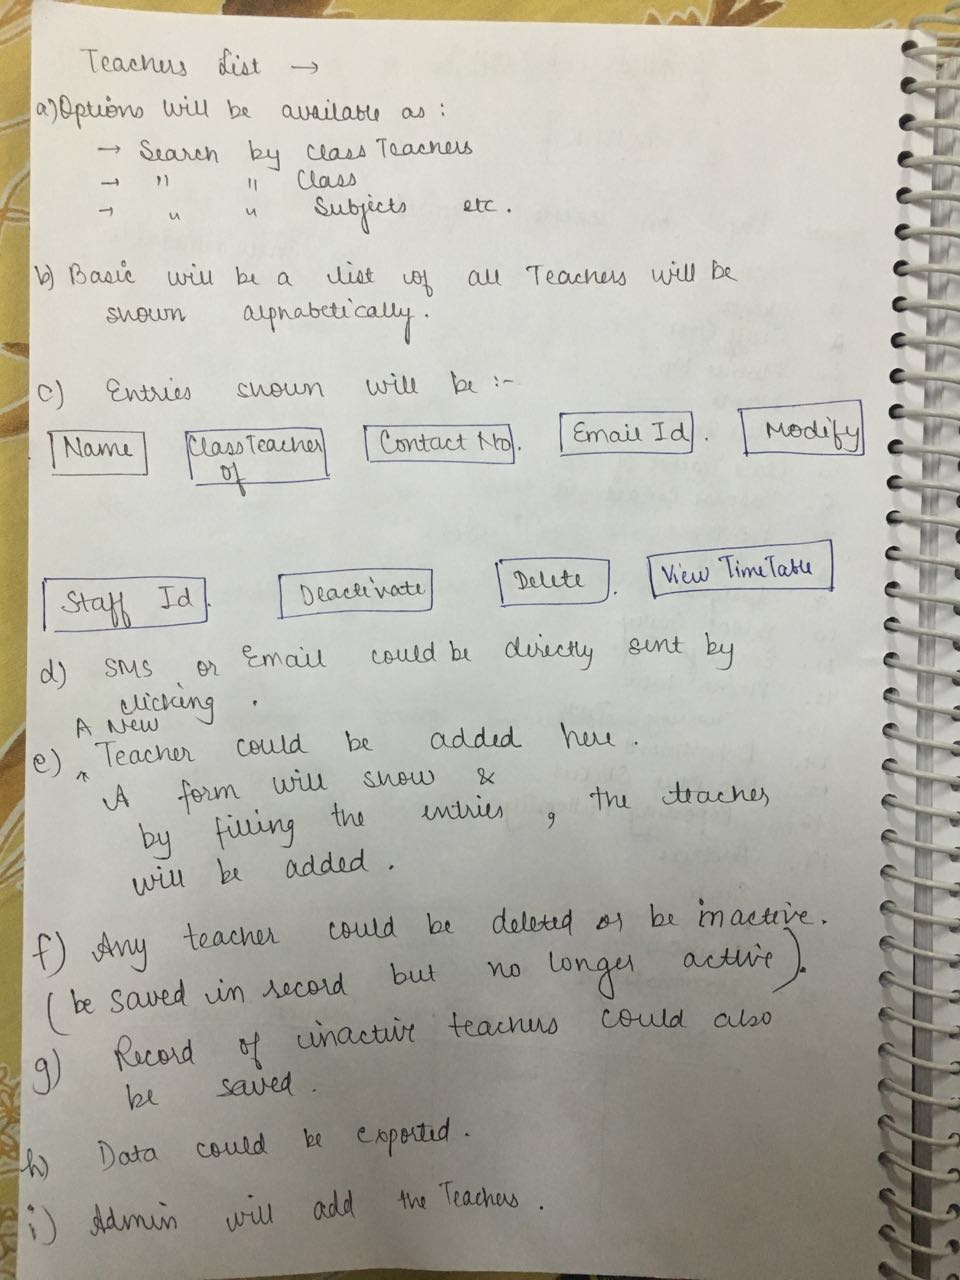 Teachers List →
a) Options will be available as :
→ Search by Class Teachers
→ " " Class
→ " " Subjects etc.
b) Basic will be a list of all Teachers will be
shown alphabetically.
c) Entries shown will be :-
Name Class Teacher of Contact No. Email Id. Modify
Staff Id. Deactivate Delete. View TimeTable
d) SMS or Email could be directly sent by
clicking .
A New
e) ^ Teacher could be added here.
A form will show &
by filling the entries, the teacher
will be added.
f) Any teacher could be deleted or be inactive.
(be saved in record but no longer active).
g) Record of inactive teachers could also
be saved.
h) Data could be exported.
i) Admin will add the Teachers.